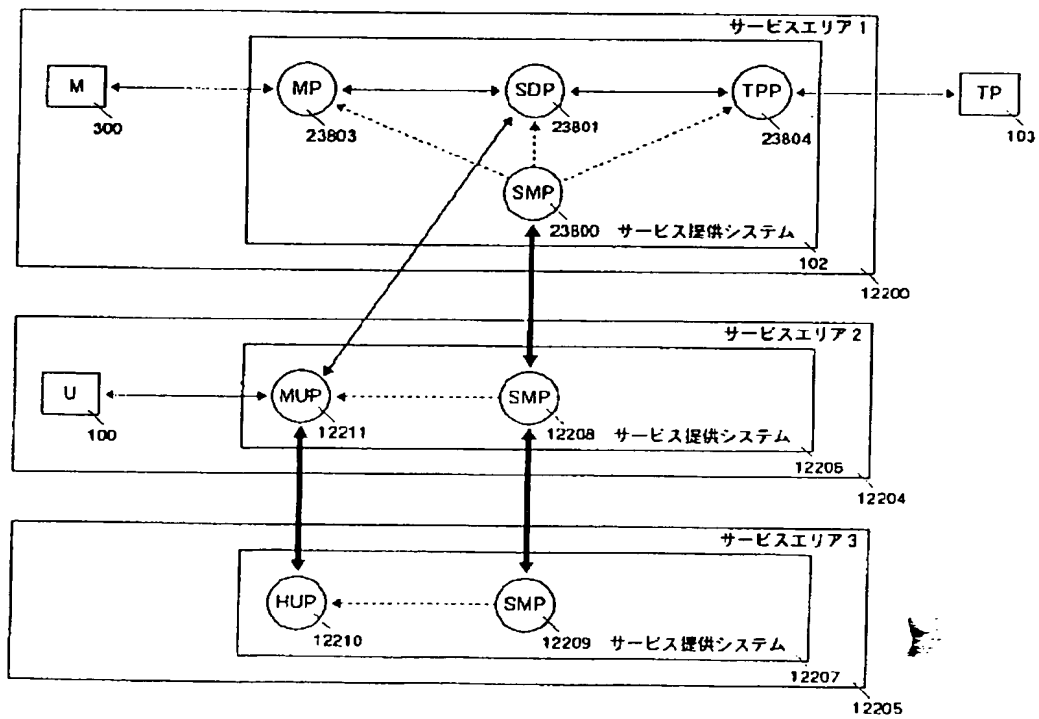 サービスエリア 1
M
300
MP
23803
SDP
23801
TPP
23804
TP
103
SMP
23800
サービス提供システム
102
12200
サービスエリア 2
U
100
MUP
12211
SMP
12208
サービス提供システム
12206
12204
サービスエリア 3
HUP
12210
SMP
12209
サービス提供システム
12207
12205